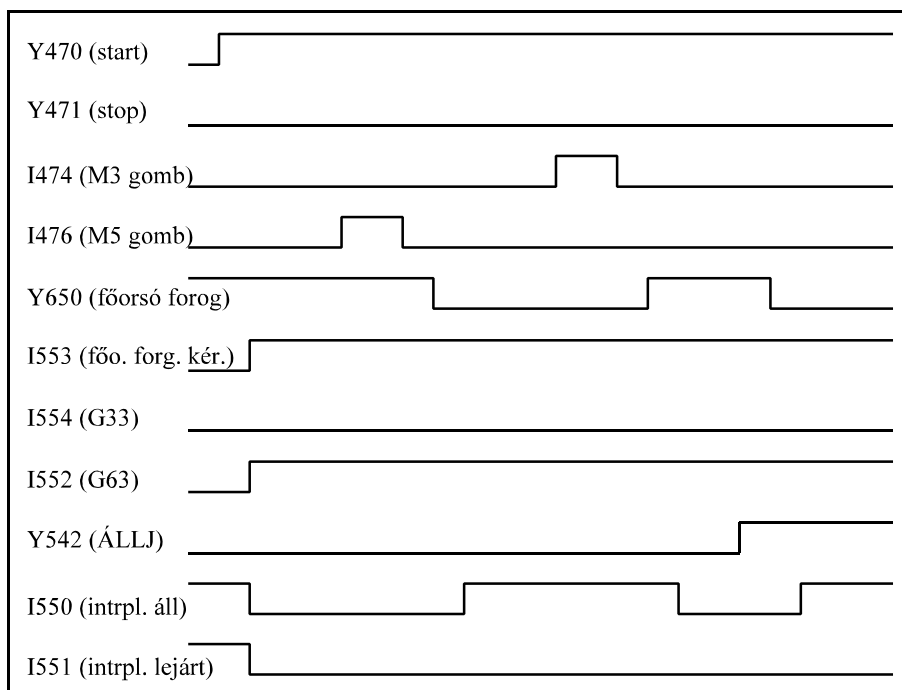 Y470 (start)
Y471 (stop)
I474 (M3 gomb)
I476 (M5 gomb)
Y650 (főorsó forog)
I553 (főo. forg. kér.)
I554 (G33)
I552 (G63)
Y542 (ÁLLJ)
I550 (intrpl. áll)
I551 (intrpl. lejárt)